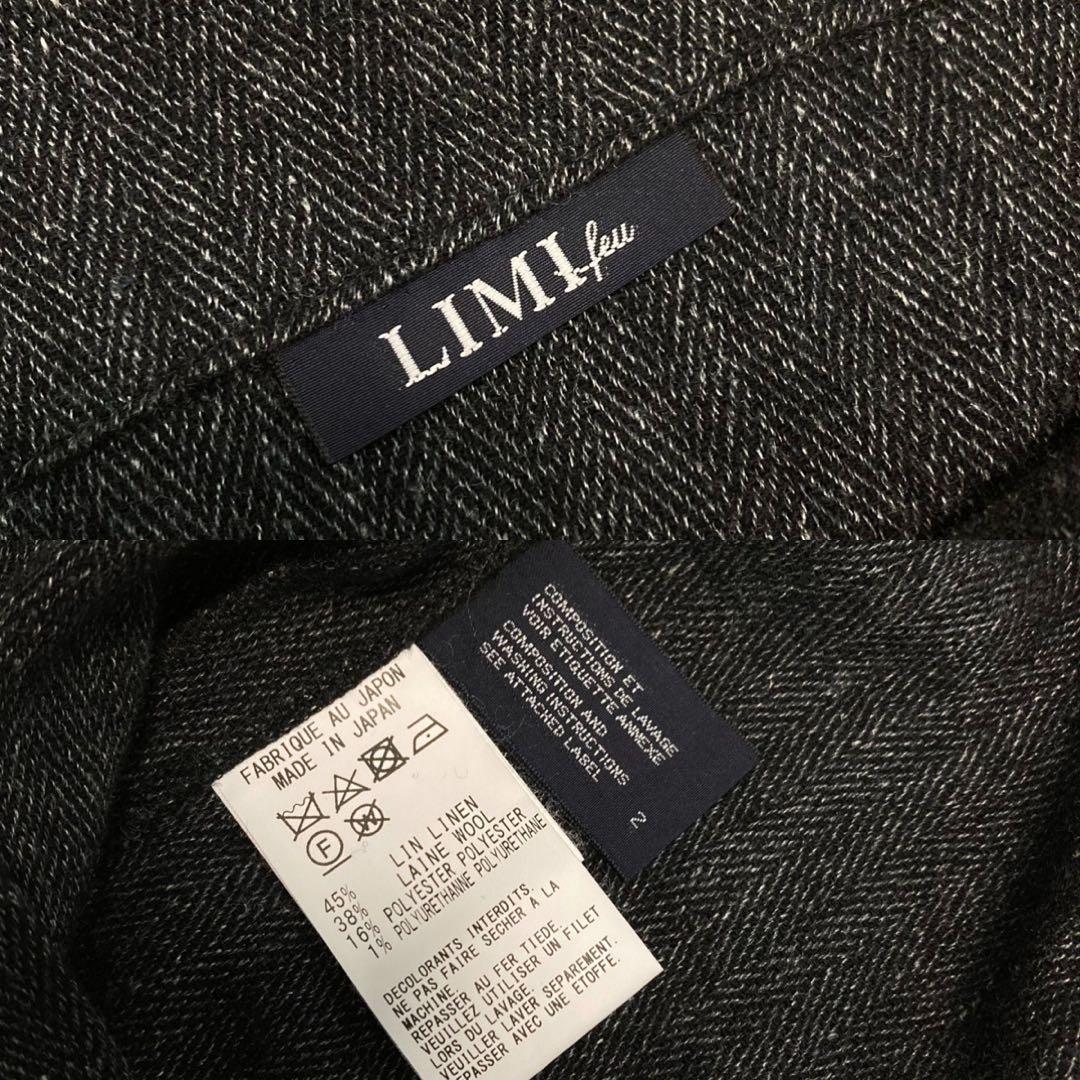 LIMI feu
COMPOSITION ET
INSTRUCTIONS DE LAVAGE
VOIR ETIQUETTE ANNEXE
COMPOSITION AND
WASHING INSTRUCTIONS
SEE ATTACHED LABEL
2
FABRIQUE AU JAPON
MADE IN JAPAN
F
W
45% LIN LINEN
38% LAINE WOOL
16% POLYESTER POLYESTER
1% POLYURETHANNE POLYURETHANE
DECOLORANTS INTERDITS.
NE PAS FAIRE SECHER A LA
MACHINE.
REPASSER AU FER TIEDE.
VEUILLEZ UTILISER UN FILET
LORS DU LAVAGE.
VEUILLER LAVER SEPAREMENT.
REPASSER AVEC UNE ETOFFE.